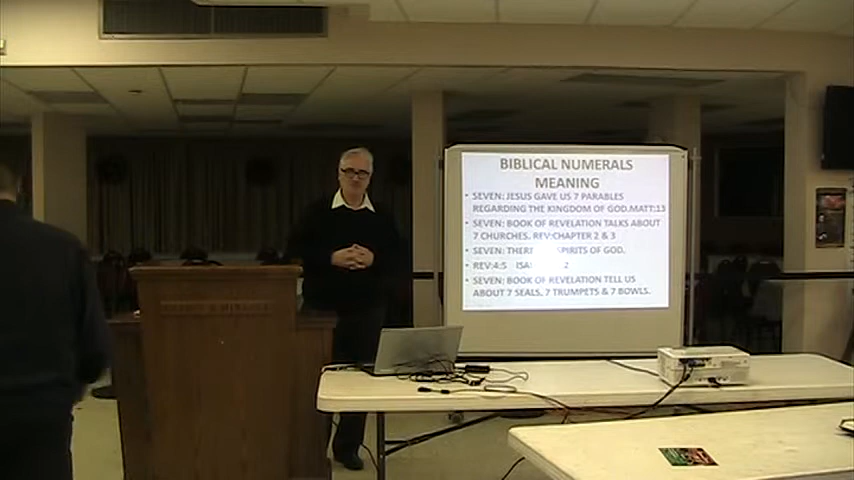 BIBLICAL NUMERALS
MEANING
• SEVEN: JESUS GAVE US 7 PARABLES
REGARDING THE KINGDOM OF GOD.MATT:13
• SEVEN: BOOK OF REVELATION TALKS ABOUT
7 CHURCHES. REV:CHAPTER 2 & 3
• SEVEN: SPIRITS OF GOD.
• REV:4:5 ISA: 2
• SEVEN: BOOK OF REVELATION TELL US
ABOUT 7 SEALS. 7 TRUMPETS & 7 BOWLS.